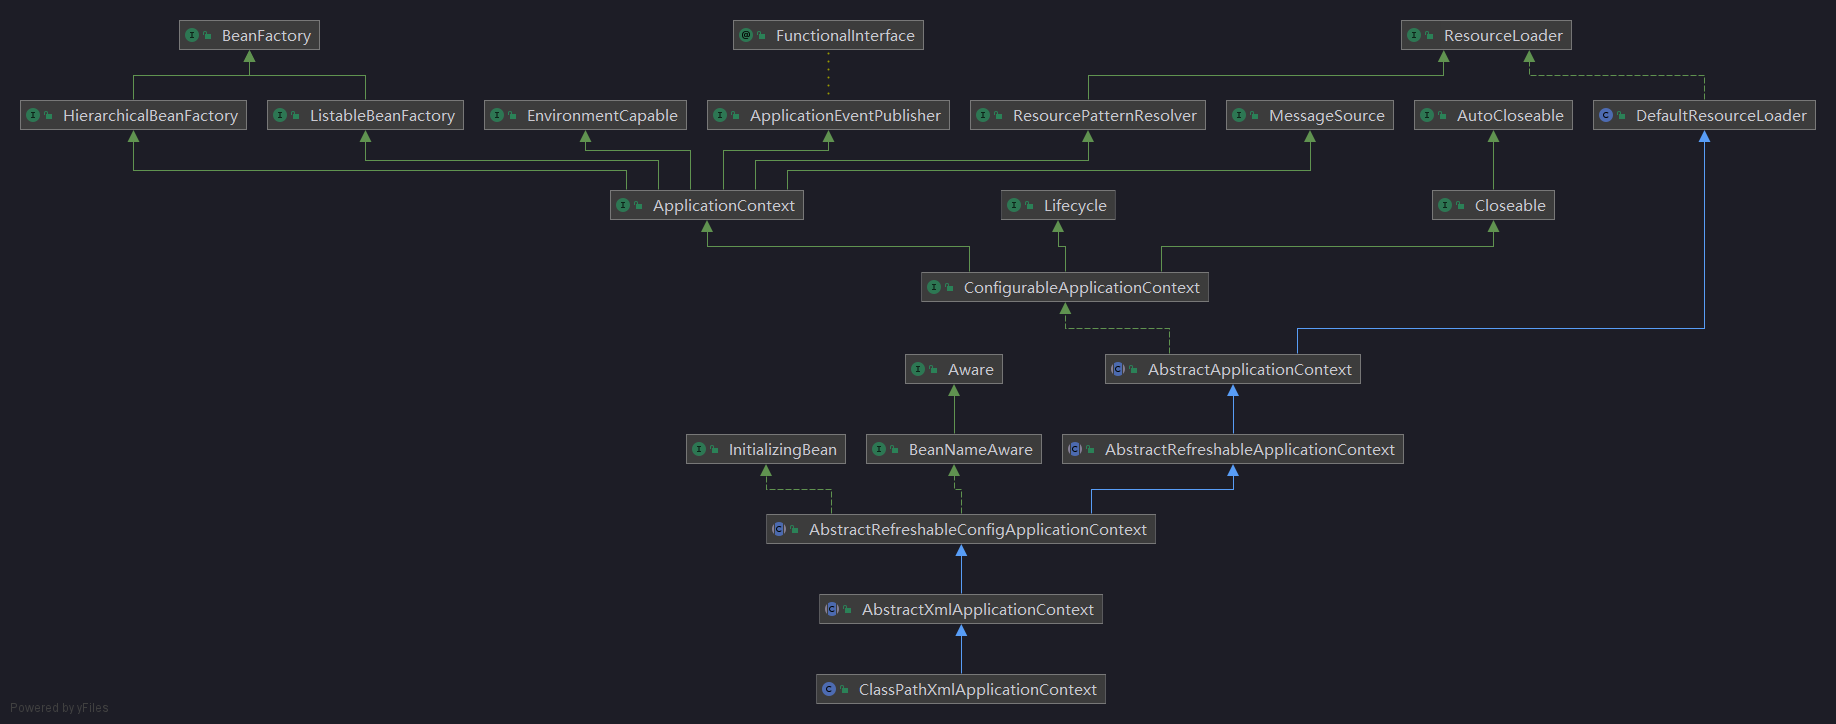 BeanFactory
FunctionalInterface
ResourceLoader
HierarchicalBeanFactory
ListableBeanFactory
EnvironmentCapable
ApplicationEventPublisher
ResourcePatternResolver
MessageSource
AutoCloseable
DefaultResourceLoader
ApplicationContext
Lifecycle
Closeable
ConfigurableApplicationContext
Aware
AbstractApplicationContext
InitializingBean
BeanNameAware
AbstractRefreshableApplicationContext
AbstractRefreshableConfigApplicationContext
AbstractXmlApplicationContext
ClassPathXmlApplicationContext
Powered by yFiles